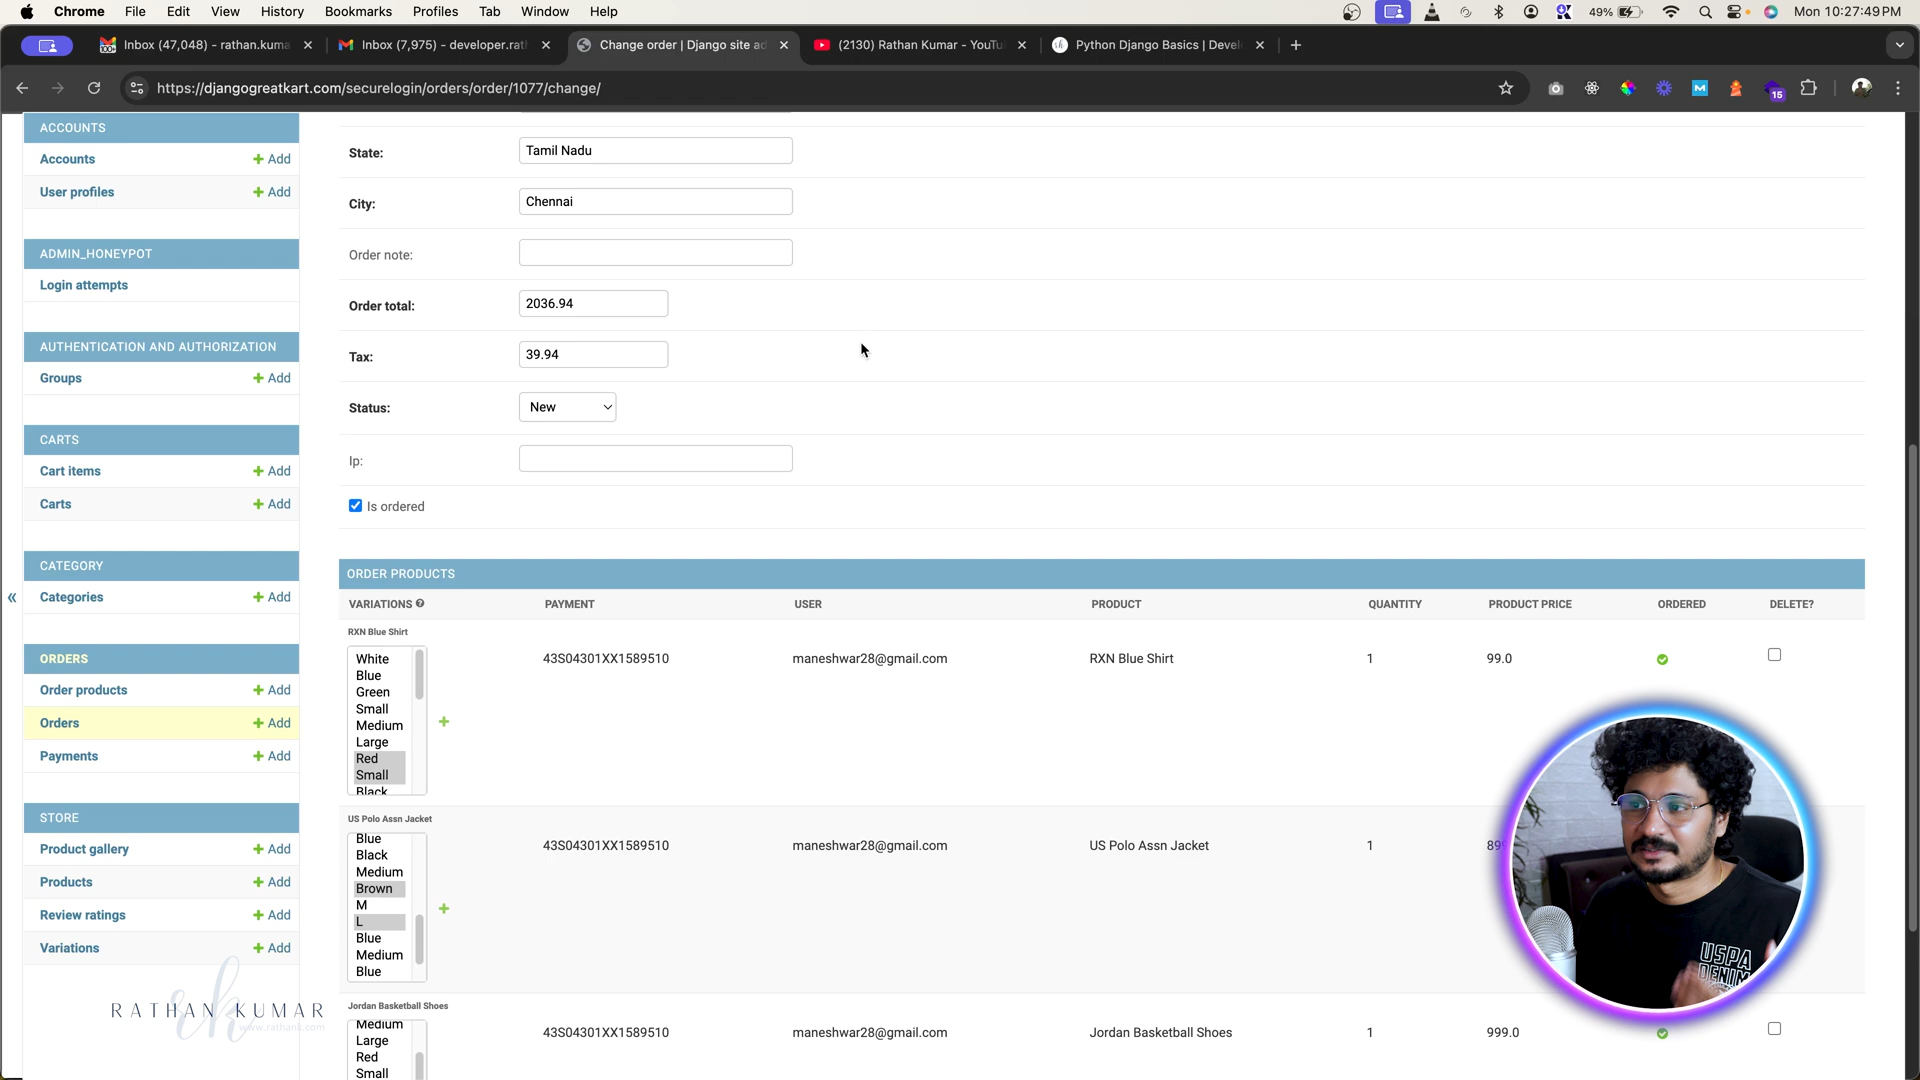 Chrome File Edit View History Bookmarks Profiles Tab Window Help 49% Mon 10:27:49 PM
Inbox (47,048) - rathan.kuma Inbox (7,975) - developer.rath Change order | Django site ad (2130) Rathan Kumar - YouTu Python Django Basics | Devel
https://djangogreatkart.com/securelogin/orders/order/1077/change/ 15
ACCOUNTS
Accounts + Add
User profiles + Add
ADMIN_HONEYPOT
Login attempts
AUTHENTICATION AND AUTHORIZATION
Groups + Add
CARTS
Cart items + Add
Carts + Add
CATEGORY
Categories + Add
«
ORDERS
Order products + Add
Orders + Add
Payments + Add
STORE
Product gallery + Add
Products + Add
Review ratings + Add
Variations + Add
State: Tamil Nadu
City: Chennai
Order note:
Order total: 2036.94
Tax: 39.94
Status: New
Ip:
Is ordered
ORDER PRODUCTS
VARIATIONS PAYMENT USER PRODUCT QUANTITY PRODUCT PRICE ORDERED DELETE?
RXN Blue Shirt
White
Blue
Green
Small
Medium
Large
Red
Small
Black
43S04301XX1589510 maneshwar28@gmail.com RXN Blue Shirt 1 99.0
US Polo Assn Jacket
Blue
Black
Medium
Brown
M
L
Blue
Medium
Blue
43S04301XX1589510 maneshwar28@gmail.com US Polo Assn Jacket 1
Jordan Basketball Shoes
Medium
Large
Red
Small
43S04301XX1589510 maneshwar28@gmail.com Jordan Basketball Shoes 1 999.0
USPA
DENIM
RATHAN KUMAR
www.rathank.com